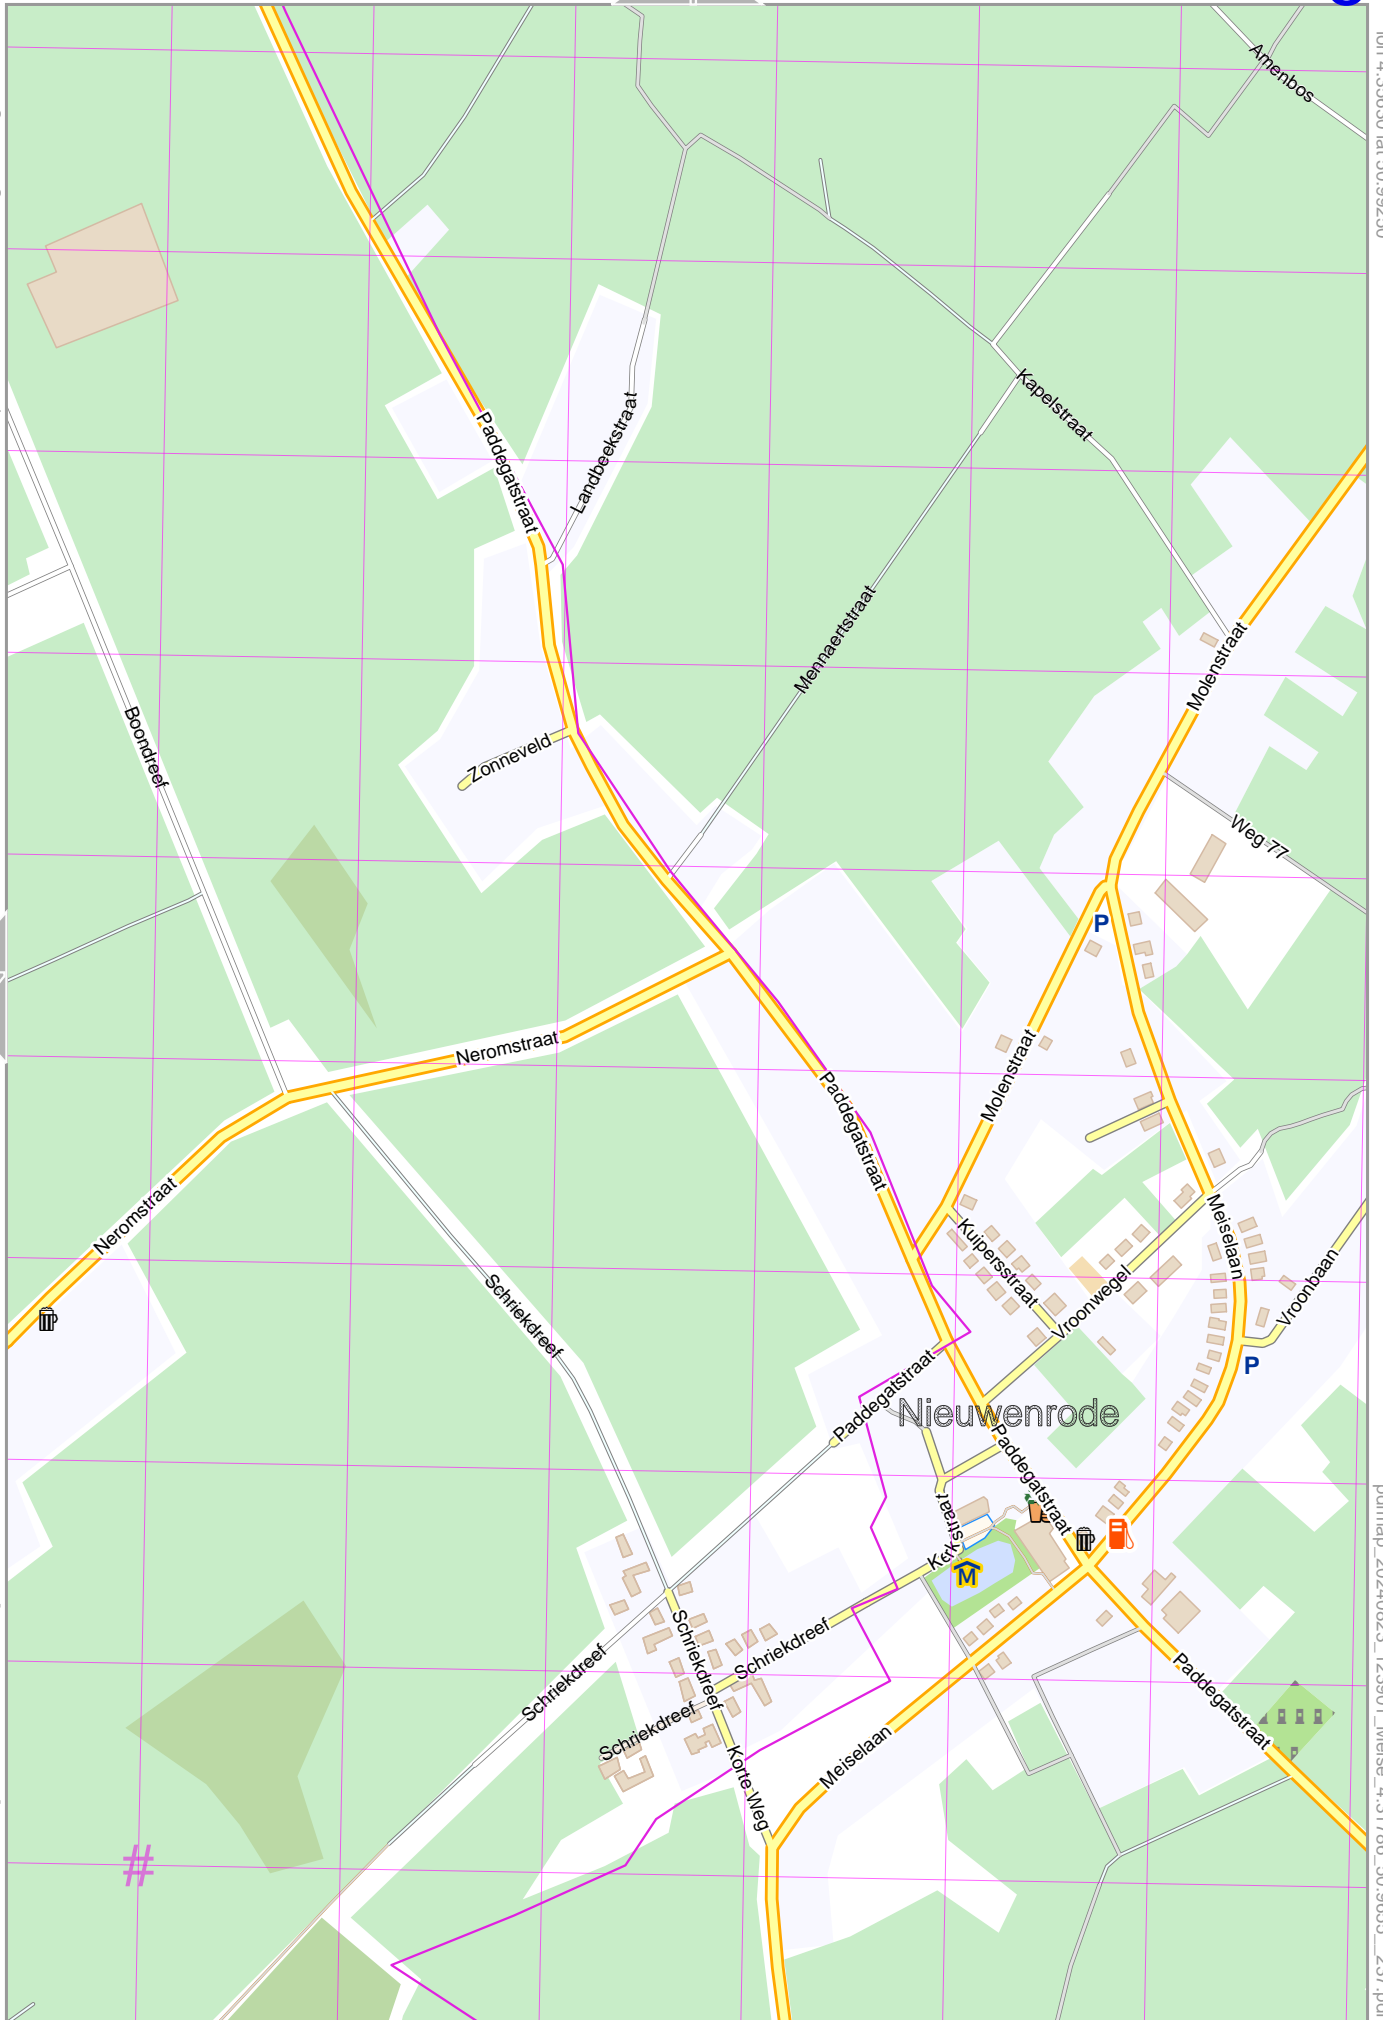 Amenbos
Kapelstraat
Paddegatstraat
Landbeekstraat
Mennaertstraat
Molenstraat
Boondreef
Zonneveld
Weg 77
P
Neromstraat
Molenstraat
Paddegatstraat
Neromstraat
Kuipersstraat
Meiselaan
Vroonbaan
Vroonwegel
Schriekdreef
P
Paddegatstraat
Nieuwenrode
Paddegatstraat
Kerkstraat
M
Schriekdreef
Schriekdreef
Schriekdreef
Schriekdreef
Paddegatstraat
Korte Weg
Meiselaan
#